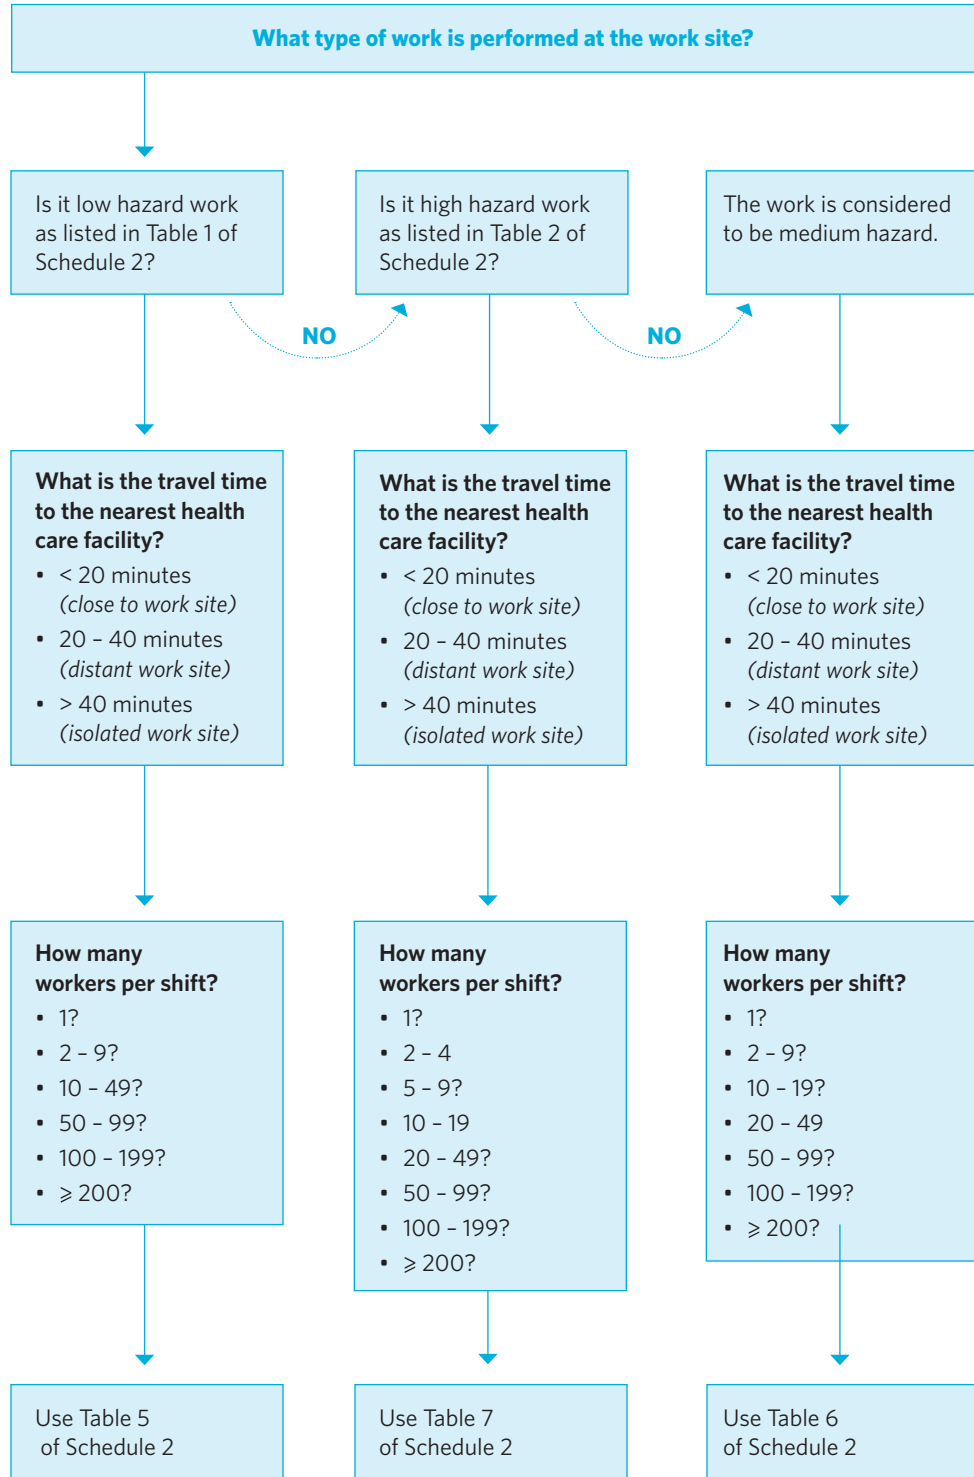 What type of work is performed at the work site?
Is it low hazard work
as listed in Table 1 of
Schedule 2?
Is it high hazard work
as listed in Table 2 of
Schedule 2?
The work is considered
to be medium hazard.
NO
NO
What is the travel time
to the nearest health
care facility?
▪ < 20 minutes
(close to work site)
▪ 20 – 40 minutes
(distant work site)
▪ > 40 minutes
(isolated work site)
What is the travel time
to the nearest health
care facility?
▪ < 20 minutes
(close to work site)
▪ 20 – 40 minutes
(distant work site)
▪ > 40 minutes
(isolated work site)
What is the travel time
to the nearest health
care facility?
▪ < 20 minutes
(close to work site)
▪ 20 – 40 minutes
(distant work site)
▪ > 40 minutes
(isolated work site)
How many
workers per shift?
▪ 1?
▪ 2 – 9?
▪ 10 – 49?
▪ 50 – 99?
▪ 100 – 199?
▪ ⩾ 200?
How many
workers per shift?
▪ 1?
▪ 2 – 4
▪ 5 – 9?
▪ 10 – 19
▪ 20 – 49?
▪ 50 – 99?
▪ 100 – 199?
▪ ⩾ 200?
How many
workers per shift?
▪ 1?
▪ 2 – 9?
▪ 10 – 19?
▪ 20 – 49
▪ 50 – 99?
▪ 100 – 199?
▪ ⩾ 200?
Use Table 5
of Schedule 2
Use Table 7
of Schedule 2
Use Table 6
of Schedule 2